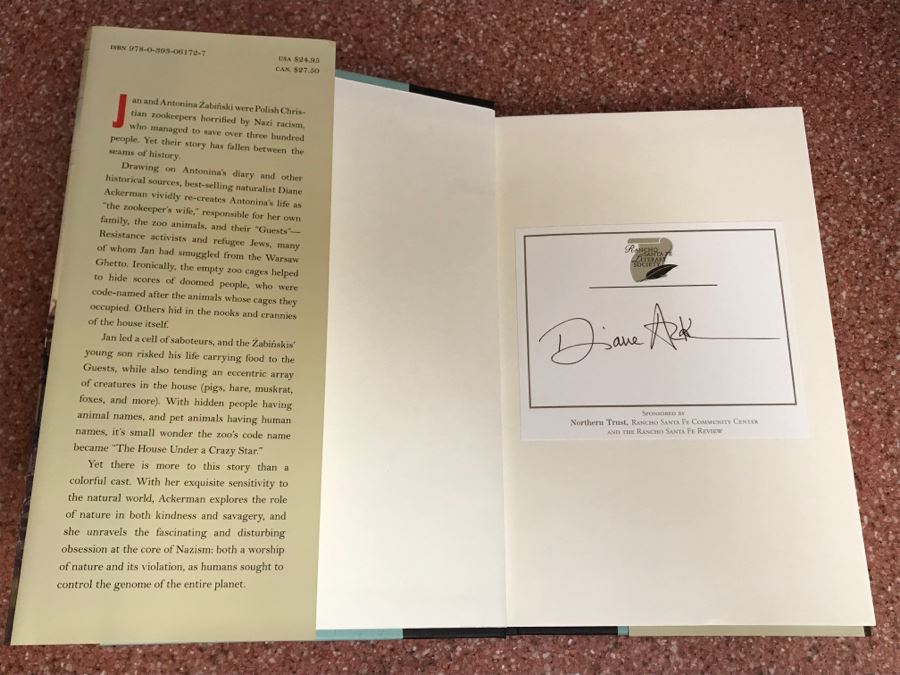 ISBN 978-0-393-06172-7
USA $24.95
CAN. $27.50
Jan and Antonina Żabiński were Polish Chris-
tian zookeepers horrified by Nazi racism,
who managed to save over three hundred
people. Yet their story has fallen between the
seams of history.
Drawing on Antonina's diary and other
historical sources, best-selling naturalist Diane
Ackerman vividly re-creates Antonina's life as
"the zookeeper's wife," responsible for her own
family, the zoo animals, and their "Guests"—
Resistance activists and refugee Jews, many
of whom Jan had smuggled from the Warsaw
Ghetto. Ironically, the empty zoo cages helped
to hide scores of doomed people, who were
code-named after the animals whose cages they
occupied. Others hid in the nooks and crannies
of the house itself.
Jan led a cell of saboteurs, and the Żabińskis'
young son risked his life carrying food to the
Guests, while also tending an eccentric array
of creatures in the house (pigs, hare, muskrat,
foxes, and more). With hidden people having
animal names, and pet animals having human
names, it's small wonder the zoo's code name
became "The House Under a Crazy Star."
Yet there is more to this story than a
colorful cast. With her exquisite sensitivity to
the natural world, Ackerman explores the role
of nature in both kindness and savagery, and
she unravels the fascinating and disturbing
obsession at the core of Nazism: both a worship
of nature and its violation, as humans sought to
control the genome of the entire planet.
Rancho
Santa Fe
Literary
Society
Diane Ack
Sponsored by
Northern Trust, Rancho Santa Fe Community Center
and the Rancho Santa Fe Review